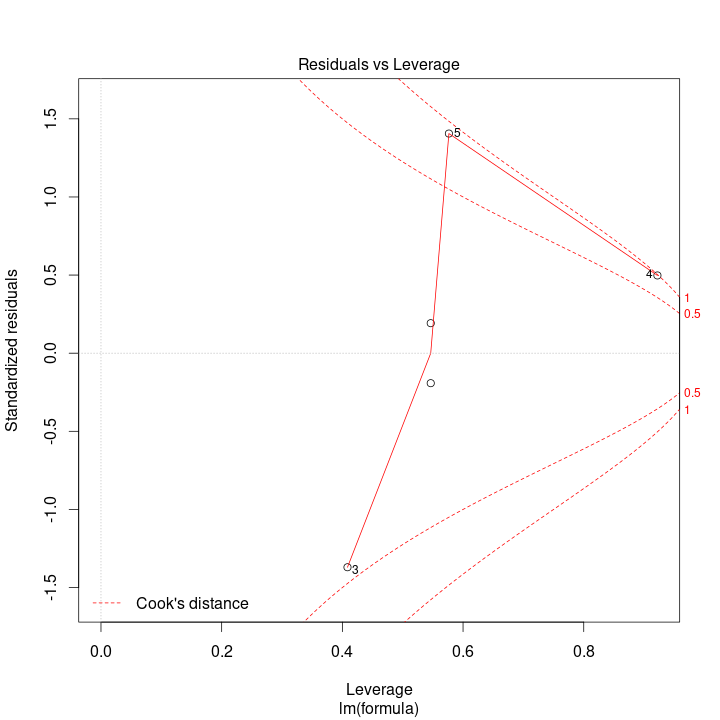 Residuals vs Leverage
Standardized residuals
1.5
1.0
0.5
0.0
-0.5
-1.0
-1.5
5
4
3
1
0.5
0.5
1
Cook's distance
0.0 0.2 0.4 0.6 0.8
Leverage
lm(formula)